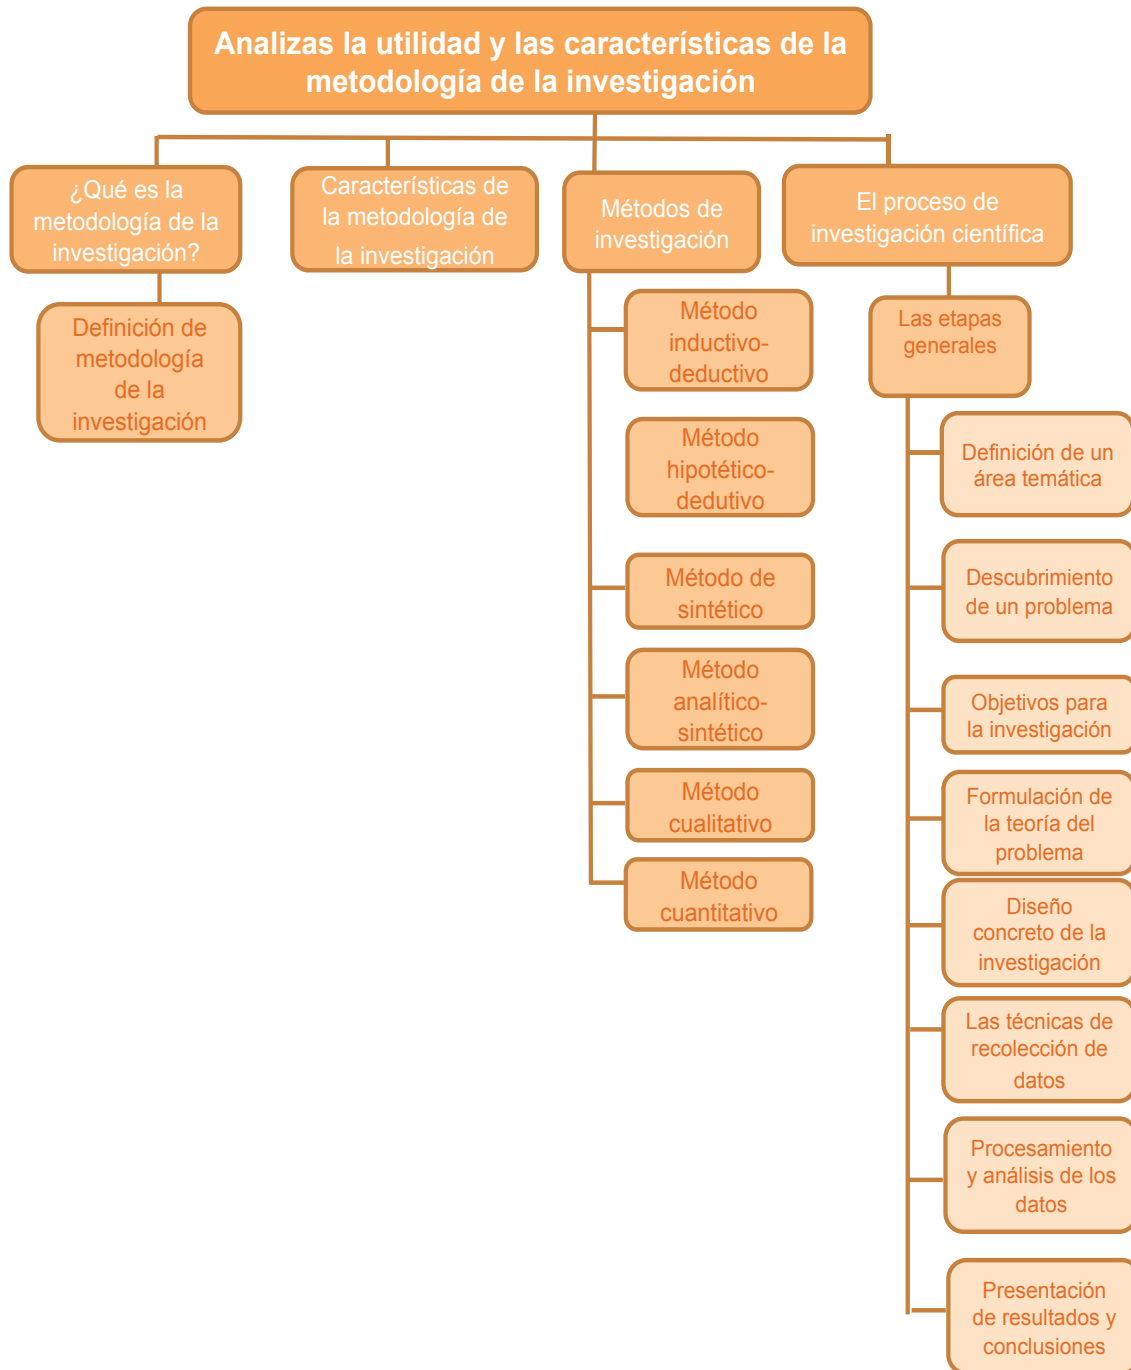 Analizas la utilidad y las características de la
metodología de la investigación
¿Qué es la
metodología de la
investigación?
Definición de
metodología
de la
investigación
Características de
la metodología de
la investigación
Métodos de
investigación
Método
inductivo-
deductivo
Método
hipotético-
dedutivo
Método de
sintético
Método
analítico-
sintético
Método
cualitativo
Método
cuantitativo
El proceso de
investigación científica
Las etapas
generales
Definición de un
área temática
Descubrimiento
de un problema
Objetivos para
la investigación
Formulación de
la teoría del
problema
Diseño
concreto de la
investigación
Las técnicas de
recolección de
datos
Procesamiento
y análisis de los
datos
Presentación
de resultados y
conclusiones